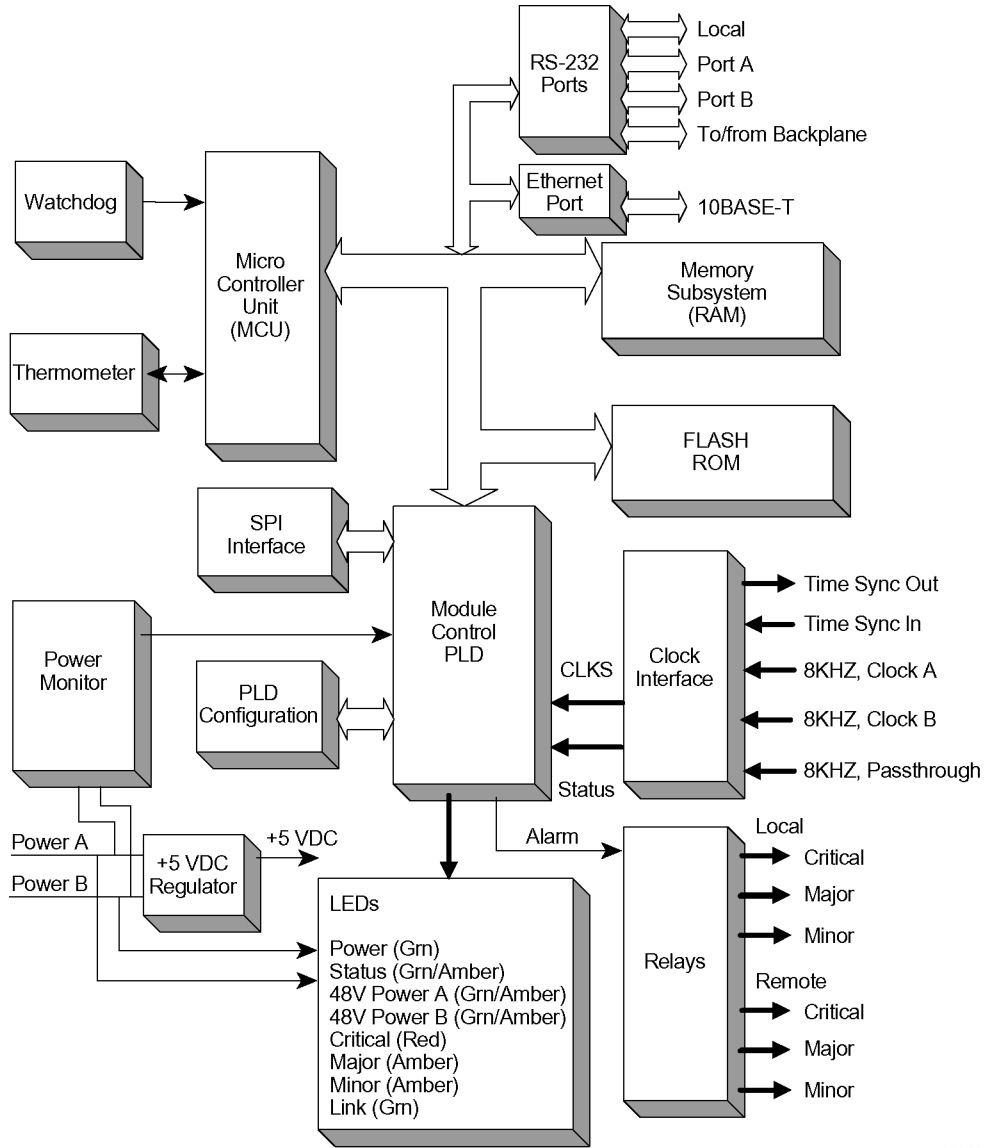 RS-232
Ports
Local
Port A
Port B
To/from Backplane
Ethernet
Port
10BASE-T
Watchdog
Micro
Controller
Unit
(MCU)
Memory
Subsystem
(RAM)
Thermometer
FLASH
ROM
SPI
Interface
Module
Control
PLD
Power
Monitor
PLD
Configuration
CLKS
Status
Clock
Interface
Time Sync Out
Time Sync In
8KHZ, Clock A
8KHZ, Clock B
8KHZ, Passthrough
Power A
Power B
+5 VDC
Regulator
+5 VDC
Alarm
LEDs
Power (Grn)
Status (Grn/Amber)
48V Power A (Grn/Amber)
48V Power B (Grn/Amber)
Critical (Red)
Major (Amber)
Minor (Amber)
Link (Grn)
Relays
Local
Critical
Major
Minor
Remote
Critical
Major
Minor